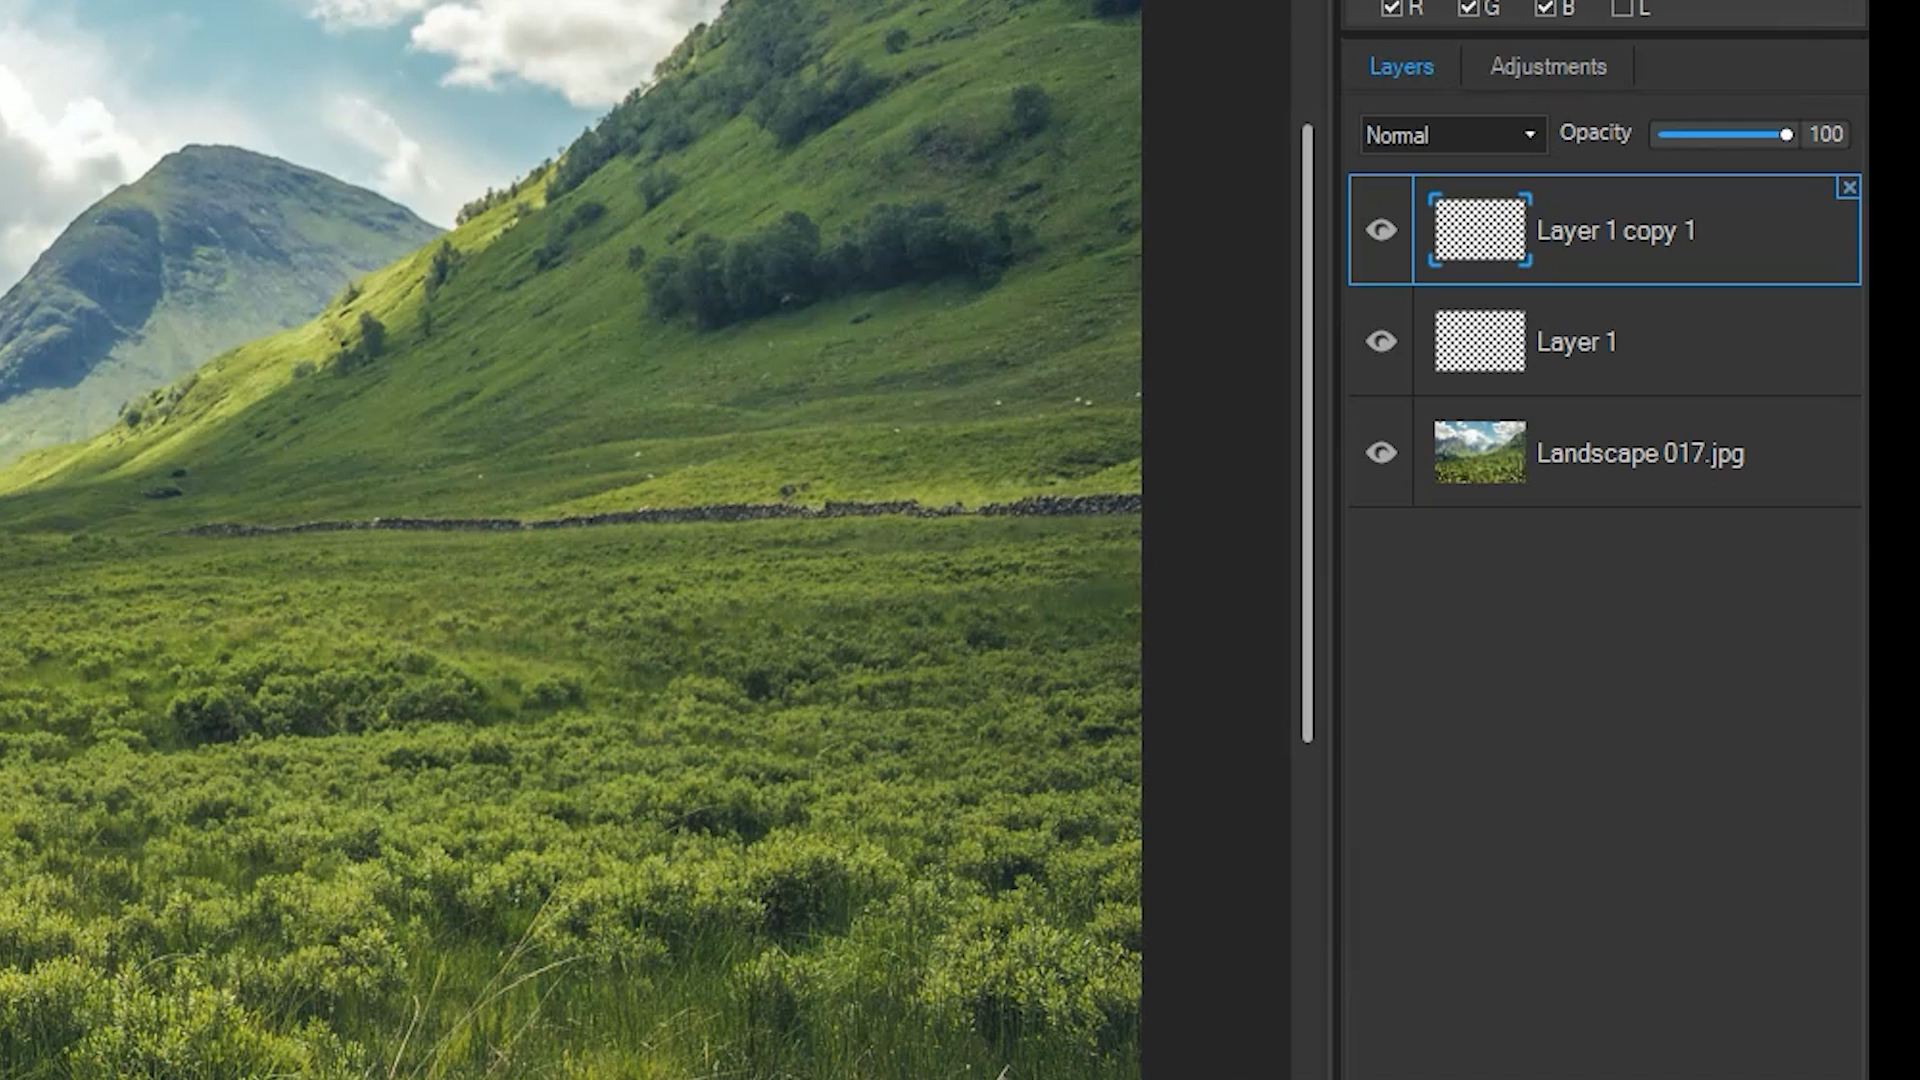 R G B L
Layers Adjustments
Normal Opacity 100
Layer 1 copy 1
Layer 1
Landscape 017.jpg